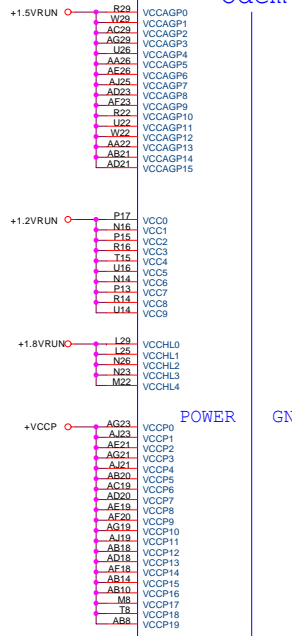 +1.5VRUN R29 VCCAGP0
W29 VCCAGP1
AC29 VCCAGP2
AG29 VCCAGP3
U26 VCCAGP4
AA26 VCCAGP5
AE26 VCCAGP6
AJ25 VCCAGP7
AD23 VCCAGP8
AF23 VCCAGP9
R22 VCCAGP10
U22 VCCAGP11
W22 VCCAGP12
AA22 VCCAGP13
AB21 VCCAGP14
AD21 VCCAGP15
+1.2VRUN P17 VCC0
N16 VCC1
P15 VCC2
R16 VCC3
T15 VCC4
U16 VCC5
N14 VCC6
P13 VCC7
R14 VCC8
U14 VCC9
+1.8VRUN L29 VCCHL0
L25 VCCHL1
N26 VCCHL2
N23 VCCHL3
M22 VCCHL4
POWER GN
+VCCP AG23 VCCP0
AJ23 VCCP1
AE21 VCCP2
AG21 VCCP3
AJ21 VCCP4
AB20 VCCP5
AC19 VCCP6
AD20 VCCP7
AE19 VCCP8
AF20 VCCP9
AG19 VCCP10
AJ19 VCCP11
AB18 VCCP12
AD18 VCCP13
AF18 VCCP14
AB14 VCCP15
AB10 VCCP16
M8 VCCP17
T8 VCCP18
AB8 VCCP19